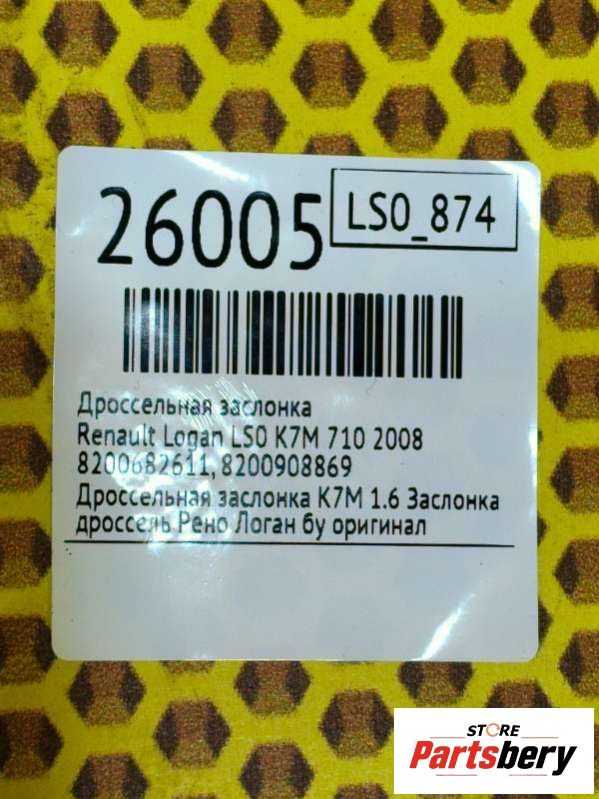 26005
LS0_874
Дроссельная заслонка
Renault Logan LS0 K7M 710 2008
8200682611, 8200908869
Дроссельная заслонка K7M 1.6 Заслонка
дроссель Рено Логан бу оригинал
STORE
Partsbery